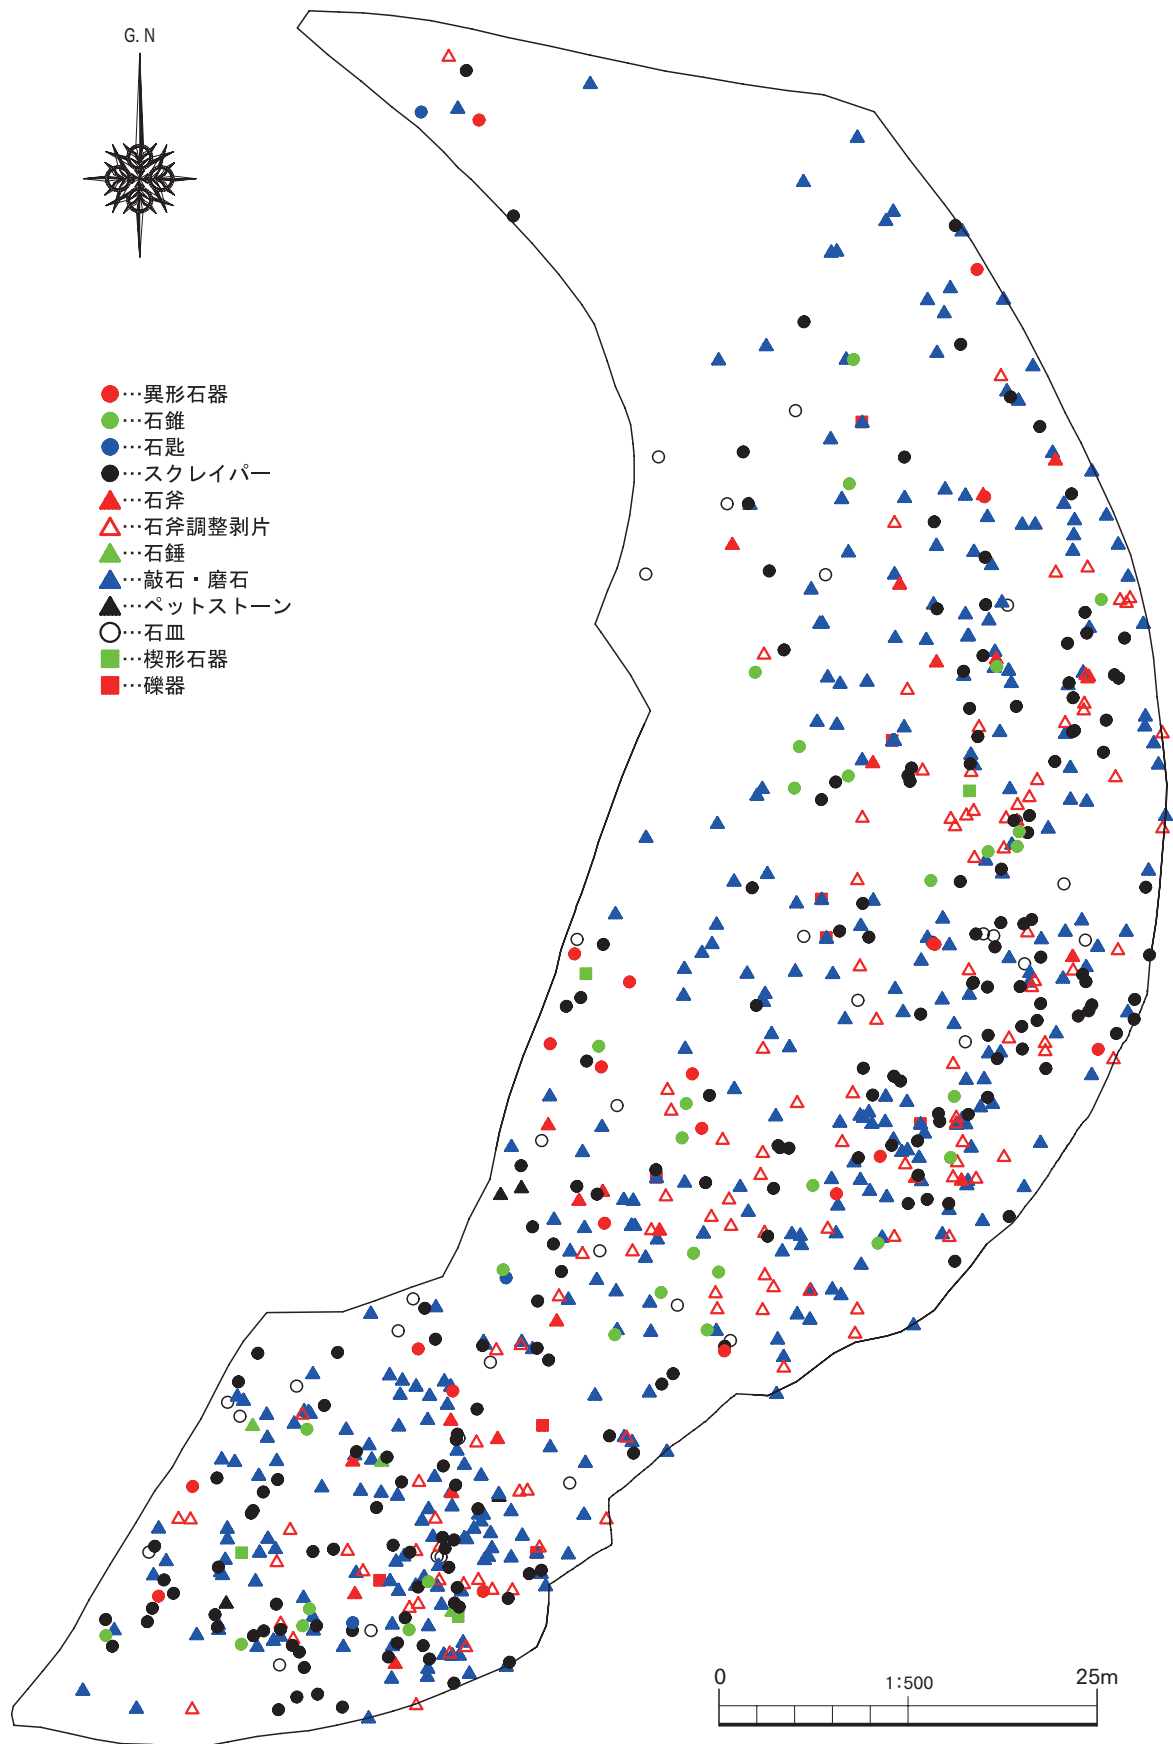 G. N
…異形石器
…石錐
…石匙
…スクレイパー
…石斧
…石斧調整剥片
…石錘
…敲石・磨石
…ペットストーン
…石皿
…楔形石器
…礫器
0 1:500 25m